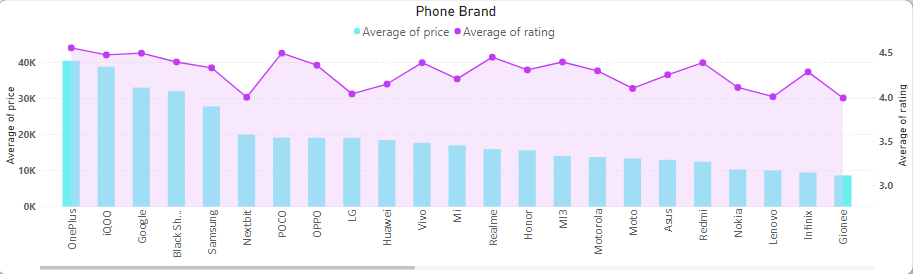 Phone Brand
Average of price Average of rating
Average of price
40K
30K
20K
10K
0K
4.5
4.0
3.5
3.0
Average of rating
OnePlus
iQOO
Google
Black Sh...
Samsung
Nextbit
POCO
OPPO
LG
Huawei
Vivo
Mi
Realme
Honor
MI3
Motorola
Moto
Asus
Redmi
Nokia
Lenovo
Infinix
Gionee